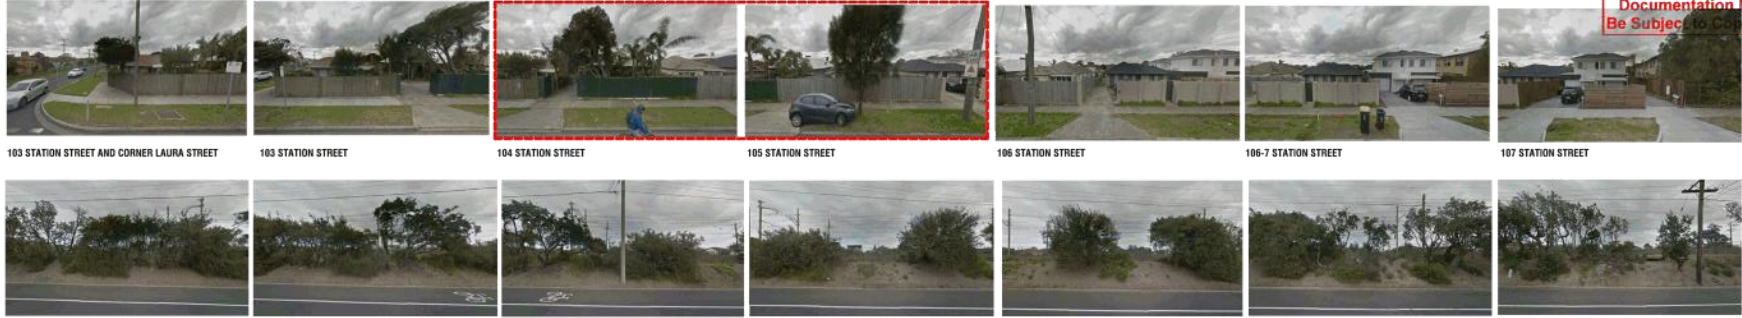 Documentation
Be Subject to Cop
103 STATION STREET AND CORNER LAURA STREET
103 STATION STREET
104 STATION STREET
105 STATION STREET
106 STATION STREET
106-7 STATION STREET
107 STATION STREET